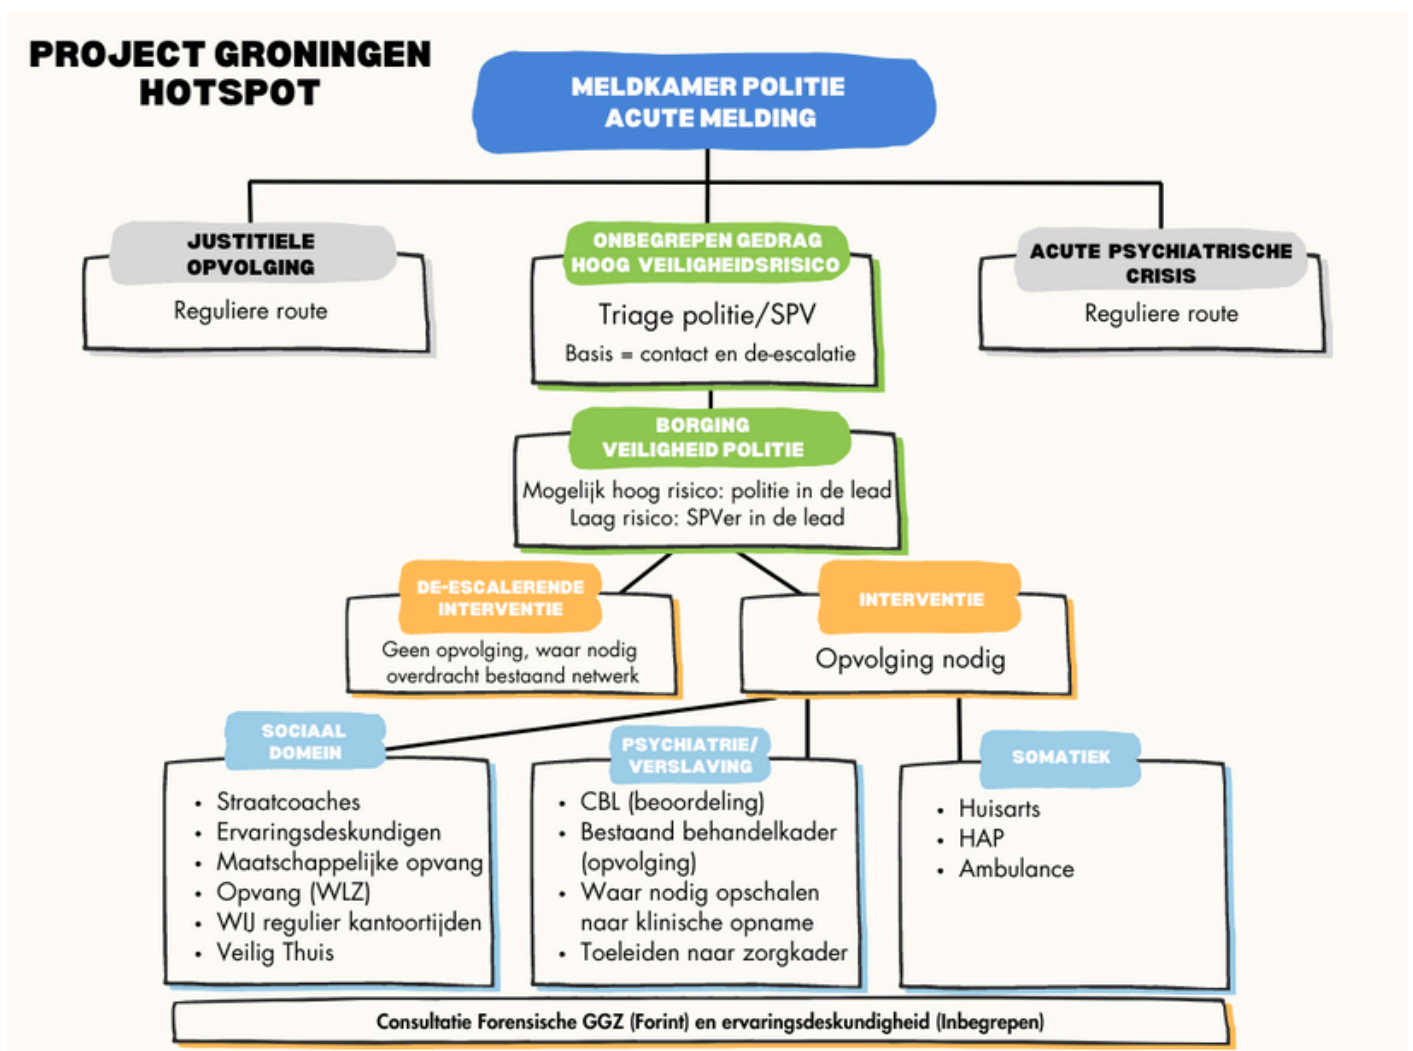 PROJECT GRONINGEN
HOTSPOT
MELDKAMER POLITIE
ACUTE MELDING
JUSTITIELE
OPVOLGING
Reguliere route
ONBEGREPEN GEDRAG
HOOG VEILIGHEIDSRISICO
Triage politie/SPV
Basis = contact en de-escalatie
ACUTE PSYCHIATRISCHE
CRISIS
Reguliere route
BORGING
VEILIGHEID POLITIE
Mogelijk hoog risico: politie in de lead
Laag risico: SPVer in de lead
DE-ESCALERENDE
INTERVENTIE
Geen opvolging, waar nodig
overdracht bestaand netwerk
INTERVENTIE
Opvolging nodig
SOCIAAL
DOMEIN
• Straatcoaches
• Ervaringsdeskundigen
• Maatschappelijke opvang
• Opvang (WLZ)
• WIJ regulier kantoortijden
• Veilig Thuis
PSYCHIATRIE/
VERSLAVING
• CBL (beoordeling)
• Bestaand behandelkader
(opvolging)
• Waar nodig opschalen
naar klinische opname
• Toeleiden naar zorgkader
SOMATIEK
• Huisarts
• HAP
• Ambulance
Consultatie Forensische GGZ (Forint) en ervaringsdeskundigheid (Inbegrepen)